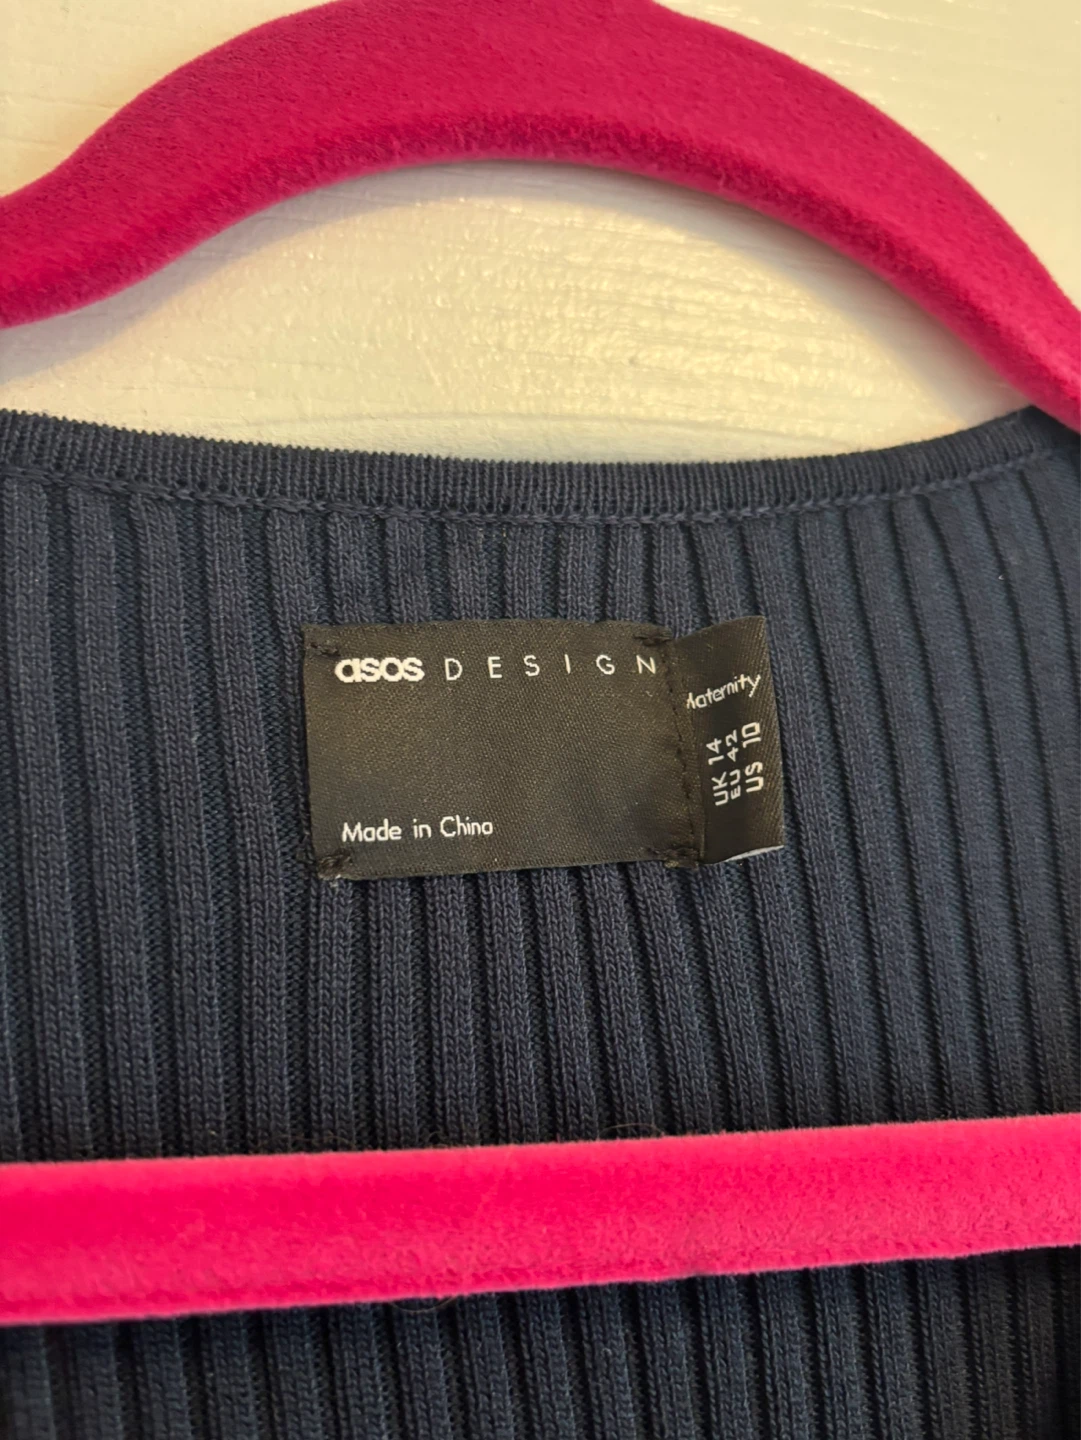 asos DESIGN
Made in China
Maternity
UK 14
EU 42
US 10